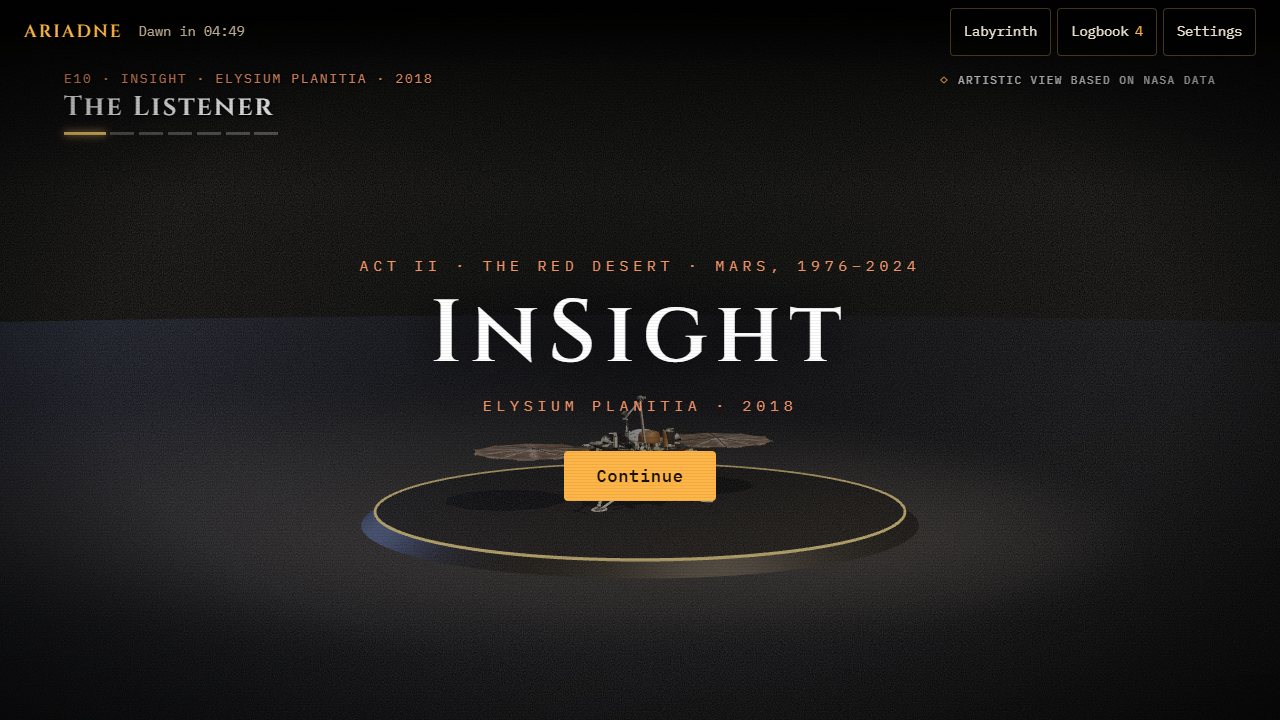 ARIADNE Dawn in 04:49 Labyrinth Logbook 4 Settings
E10 · INSIGHT · ELYSIUM PLANITIA · 2018
◇ ARTISTIC VIEW BASED ON NASA DATA
The Listener
ACT II · THE RED DESERT · MARS, 1976–2024
InSight
ELYSIUM PLANITIA · 2018
Continue